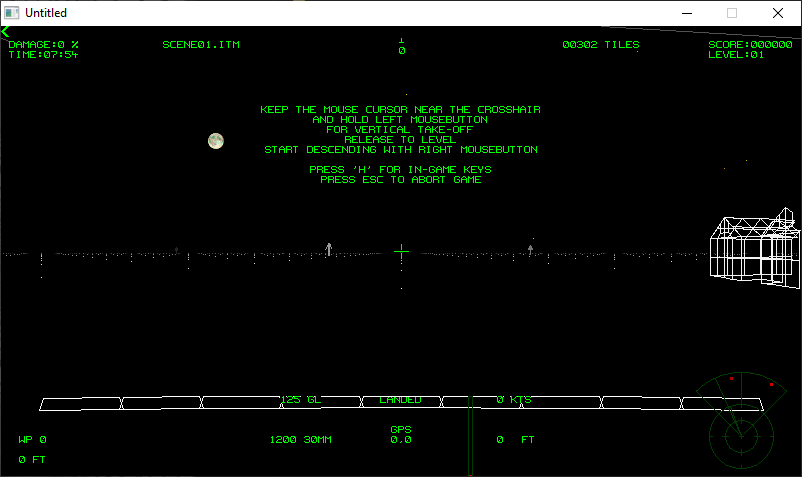 Untitled
DAMAGE:0 % SCENE01.ITM 0 00302 TILES SCORE:000000
TIME:07:54 LEVEL:01
KEEP THE MOUSE CURSOR NEAR THE CROSSHAIR
AND HOLD LEFT MOUSEBUTTON
FOR VERTICAL TAKE-OFF
RELEASE TO LEVEL
START DESCENDING WITH RIGHT MOUSEBUTTON
PRESS 'H' FOR IN-GAME KEYS
PRESS ESC TO ABORT GAME
125 GL LANDED 0 KTS
GPS
WP 0 1200 30MM 0.0 0 FT
0 FT